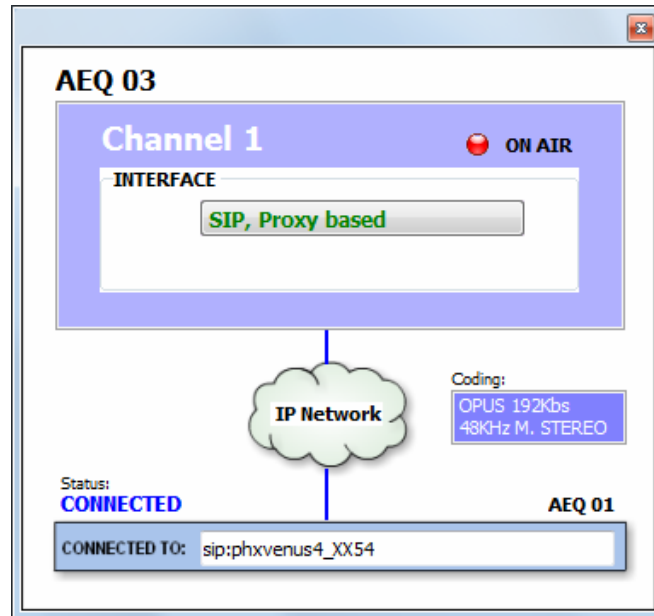 AEQ 03
Channel 1
ON AIR
INTERFACE
SIP, Proxy based
IP Network
Coding:
OPUS 192Kbs
48KHz M. STEREO
Status:
CONNECTED
AEQ 01
CONNECTED TO: sip:phxvenus4_XX54